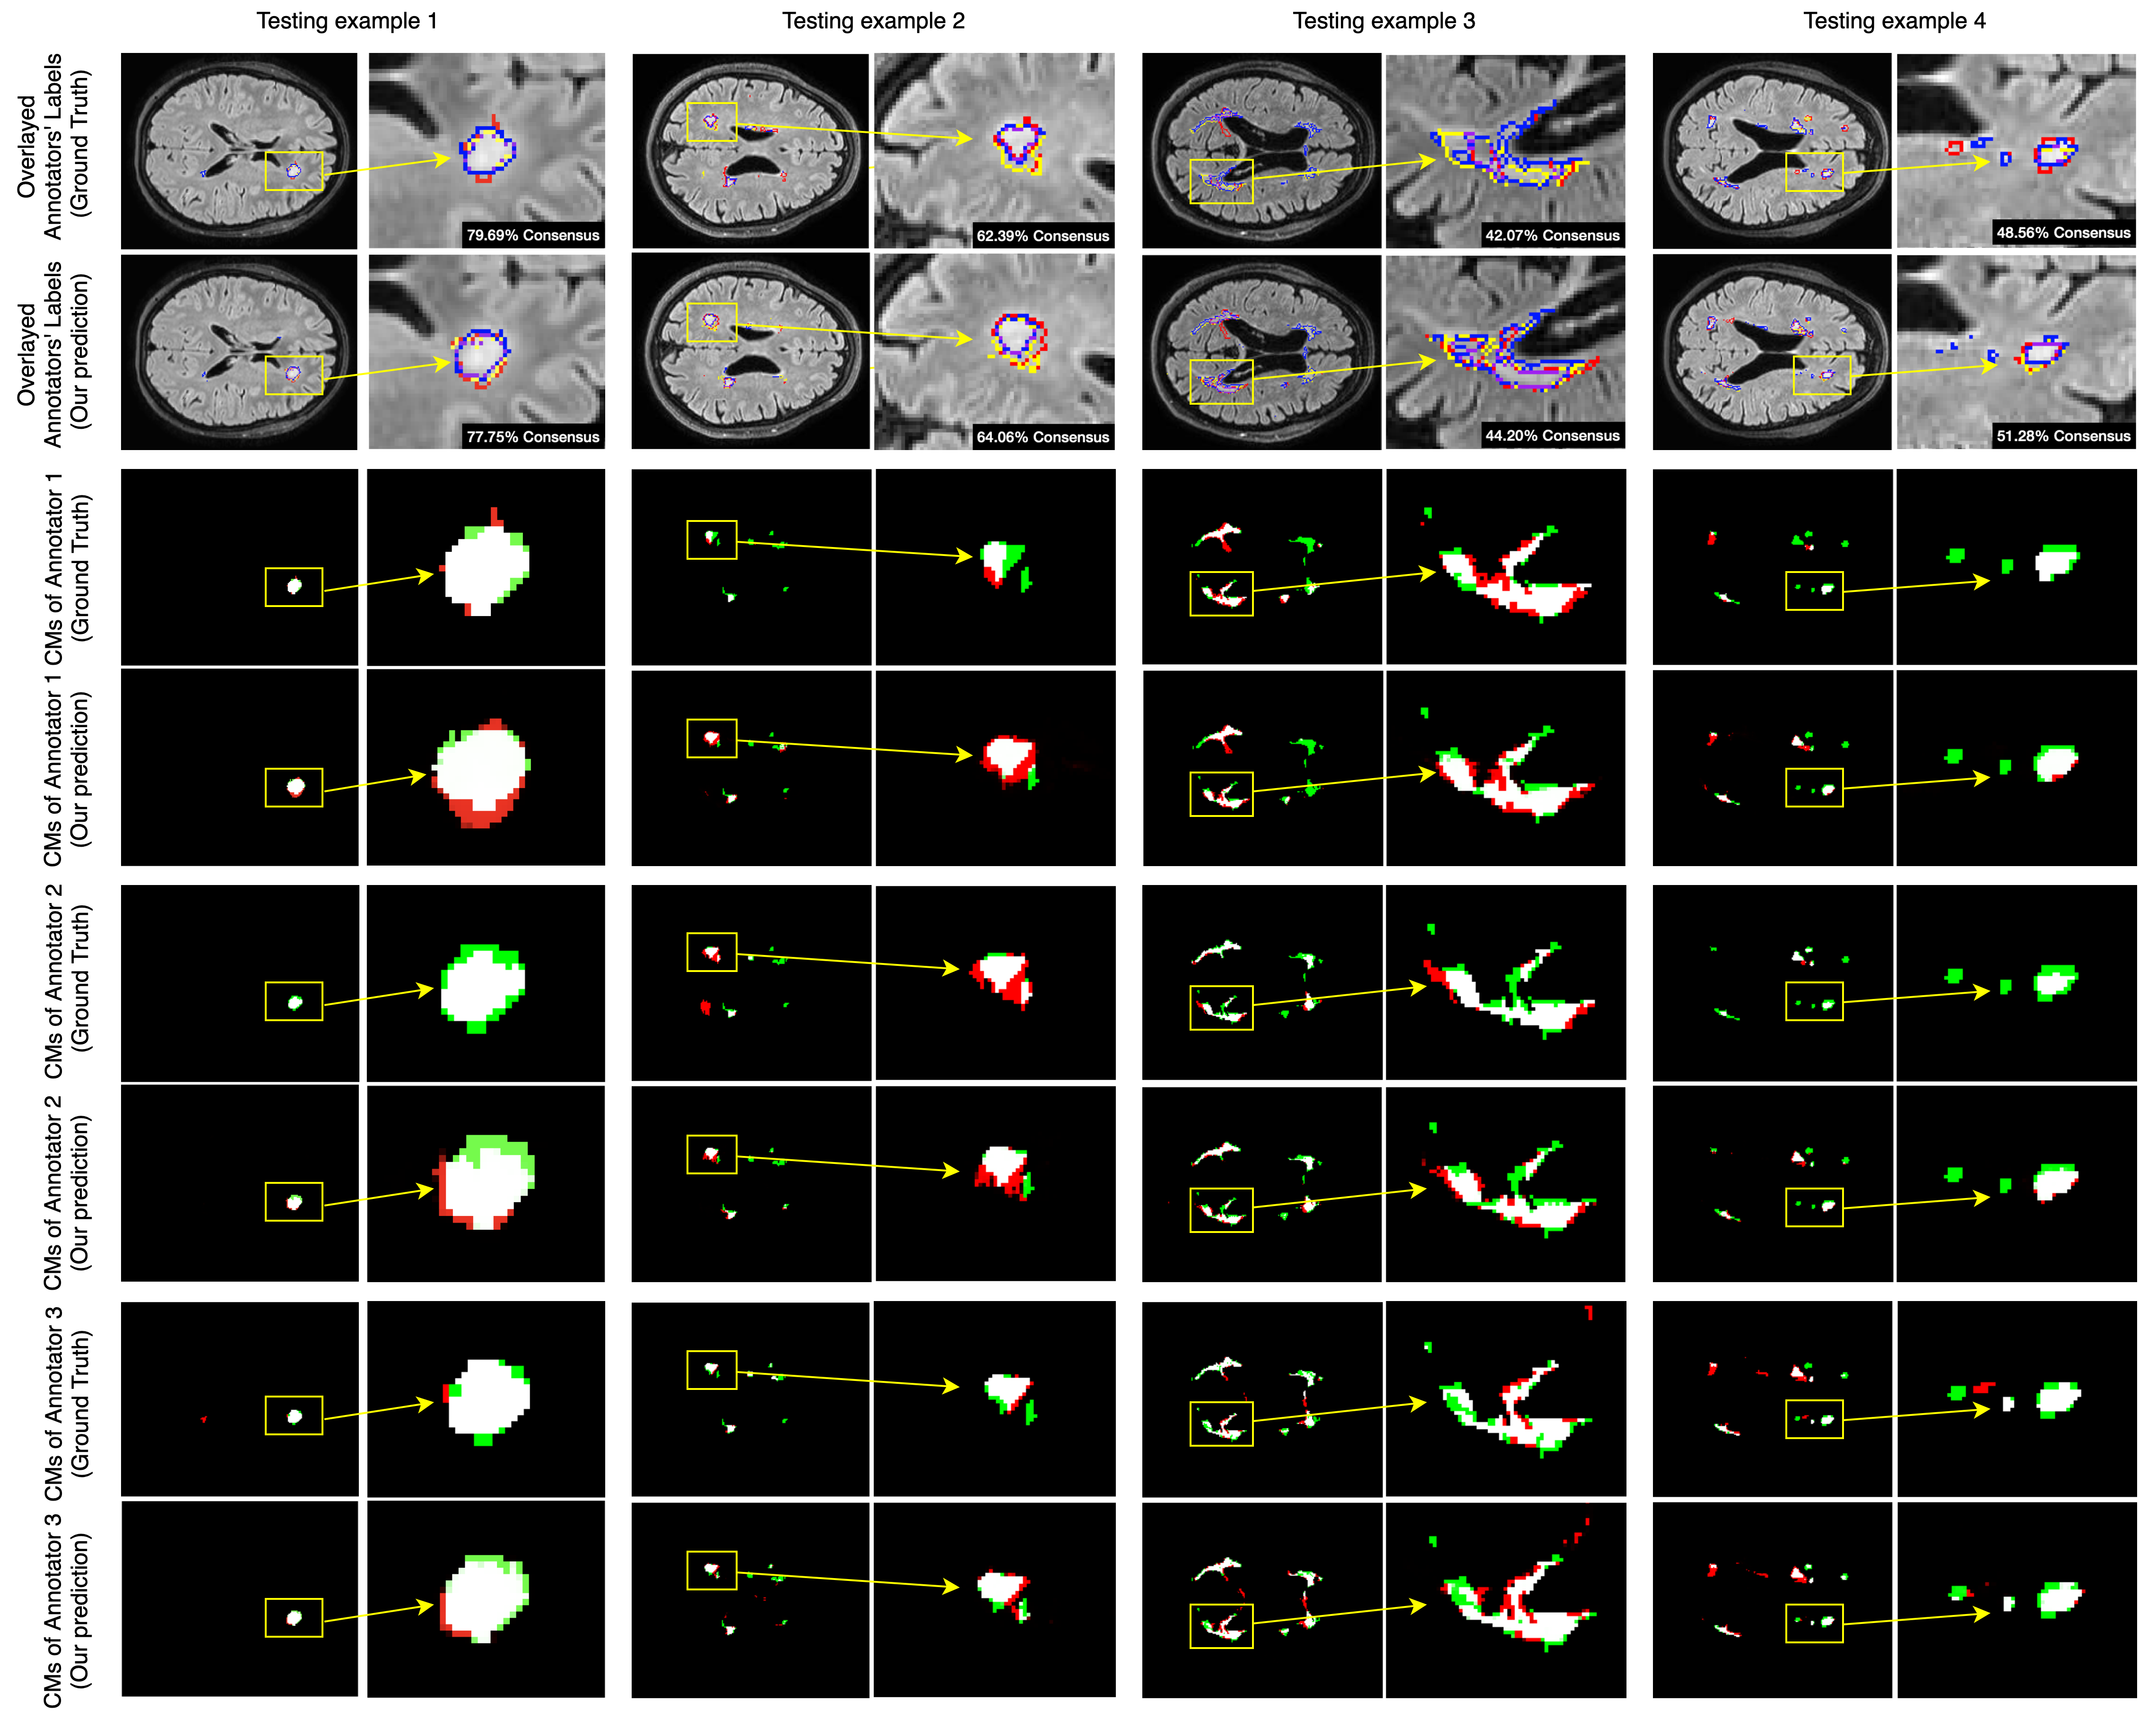 Testing example 1
Testing example 2
Testing example 3
Testing example 4
Overlayed
Annotators' Labels
(Ground Truth)
79.69% Consensus
62.39% Consensus
42.07% Consensus
48.56% Consensus
Overlayed
Annotators' Labels
(Our prediction)
77.75% Consensus
64.06% Consensus
44.20% Consensus
51.28% Consensus
CMs of Annotator 1
(Ground Truth)
CMs of Annotator 1
(Our prediction)
CMs of Annotator 2
(Ground Truth)
CMs of Annotator 2
(Our prediction)
CMs of Annotator 3
(Ground Truth)
CMs of Annotator 3
(Our prediction)